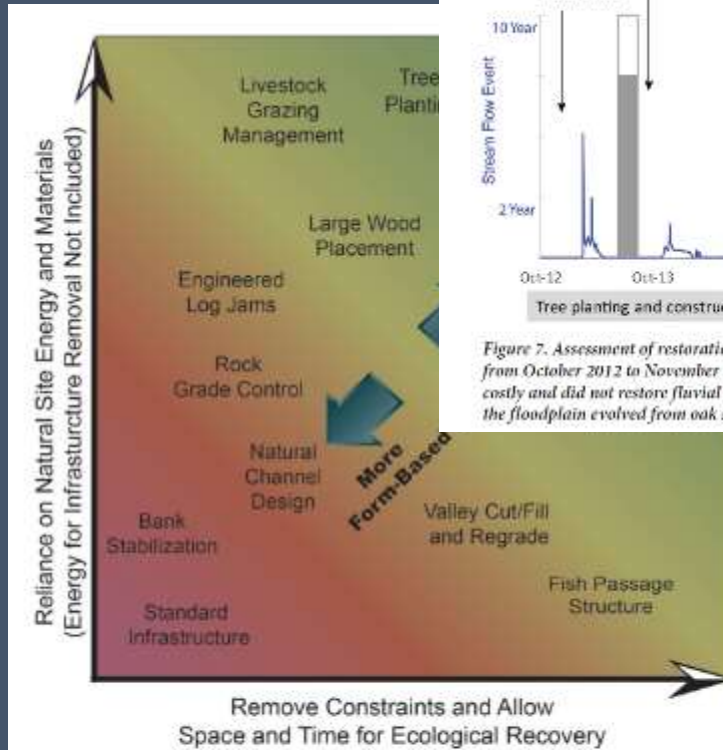 Reliance on Natural Site Energy and Materials
(Energy for Infrasturcture Removal Not Included)
Livestock
Grazing
Management
Tree
Large Wood
Placement
Engineered
Log Jams
Rock
Grade Control
Natural
Channel
Design
More
Form-Based
Bank
Stabilization
Valley Cut/Fill
and Regrade
Fish Passage
Structure
Standard
Infrastructure
Remove Constraints and Allow
Space and Time for Ecological Recovery
Stream Flow Event
10 Year
2 Year
Oct-12
Oct-13
Tree planting and
Figure 7. Assessment of
from October 2012 to November
costly and did not restore fluvial
the floodplain evolved from oak